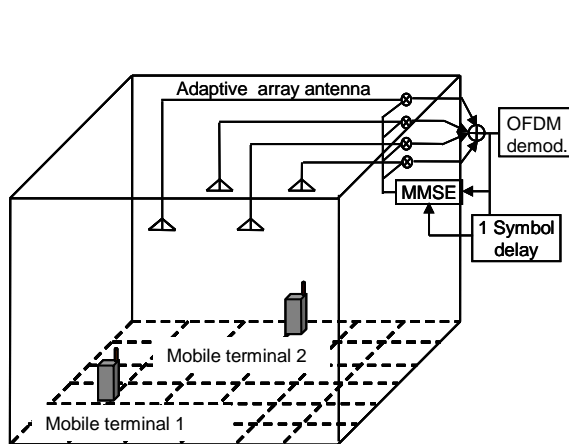 Adaptive array antenna
OFDM
demod.
MMSE
1 Symbol
delay
Mobile terminal 2
Mobile terminal 1